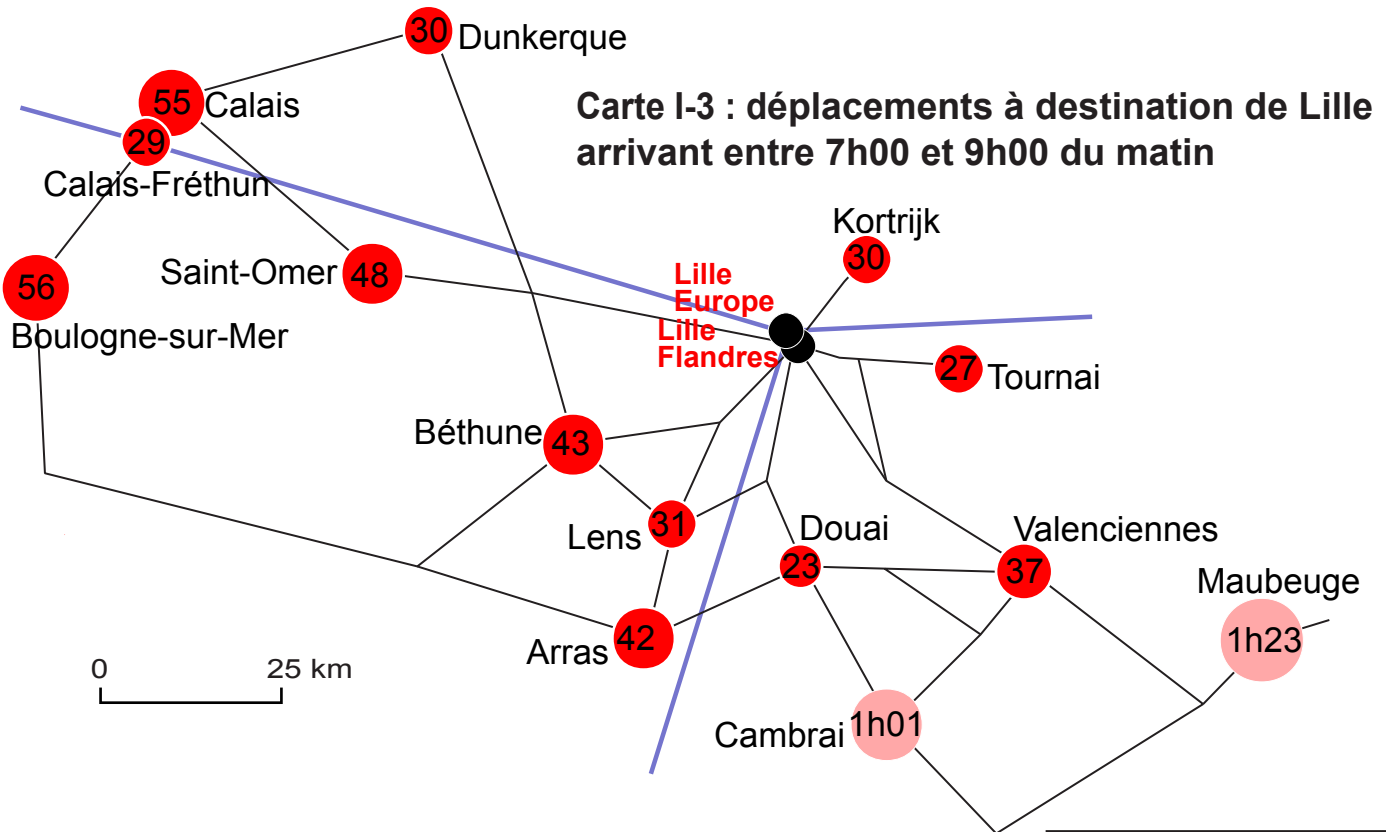 30 Dunkerque
55 Calais
Carte I-3 : déplacements à destination de Lille
arrivant entre 7h00 et 9h00 du matin
29
Calais-Fréthun
Kortrijk
30
Saint-Omer 48
56
Boulogne-sur-Mer
Lille
Europe
Lille
Flandres
27 Tournai
Béthune 43
Lens 31
Douai
23
Valenciennes
37
Maubeuge
1h23
Arras 42
0 25 km
Cambrai 1h01